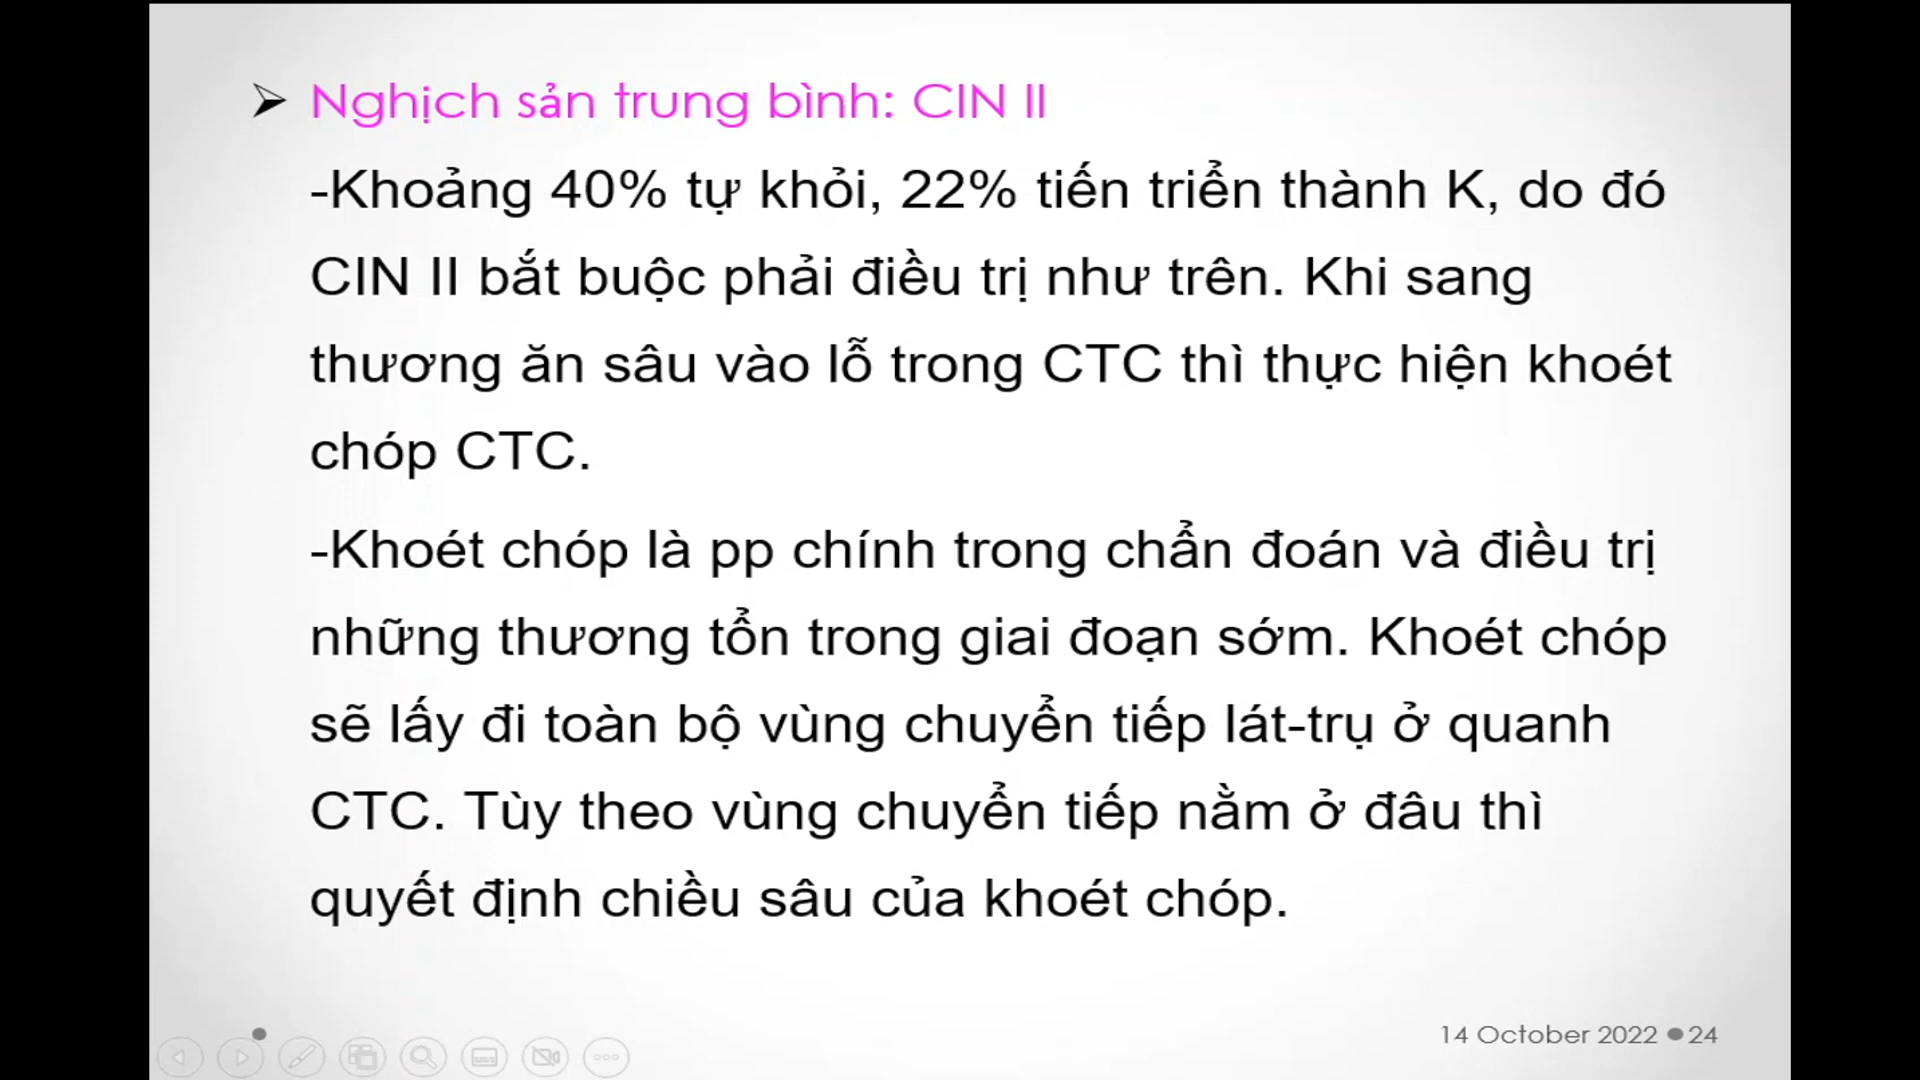 Nghịch sản trung bình: CIN II
-Khoảng 40% tự khỏi, 22% tiến triển thành K, do đó
CIN II bắt buộc phải điều trị như trên. Khi sang
thương ăn sâu vào lỗ trong CTC thì thực hiện khoét
chóp CTC.
-Khoét chóp là pp chính trong chẩn đoán và điều trị
những thương tổn trong giai đoạn sớm. Khoét chóp
sẽ lấy đi toàn bộ vùng chuyển tiếp lát-trụ ở quanh
CTC. Tùy theo vùng chuyển tiếp nằm ở đâu thì
quyết định chiều sâu của khoét chóp.
14 October 2022 ●24